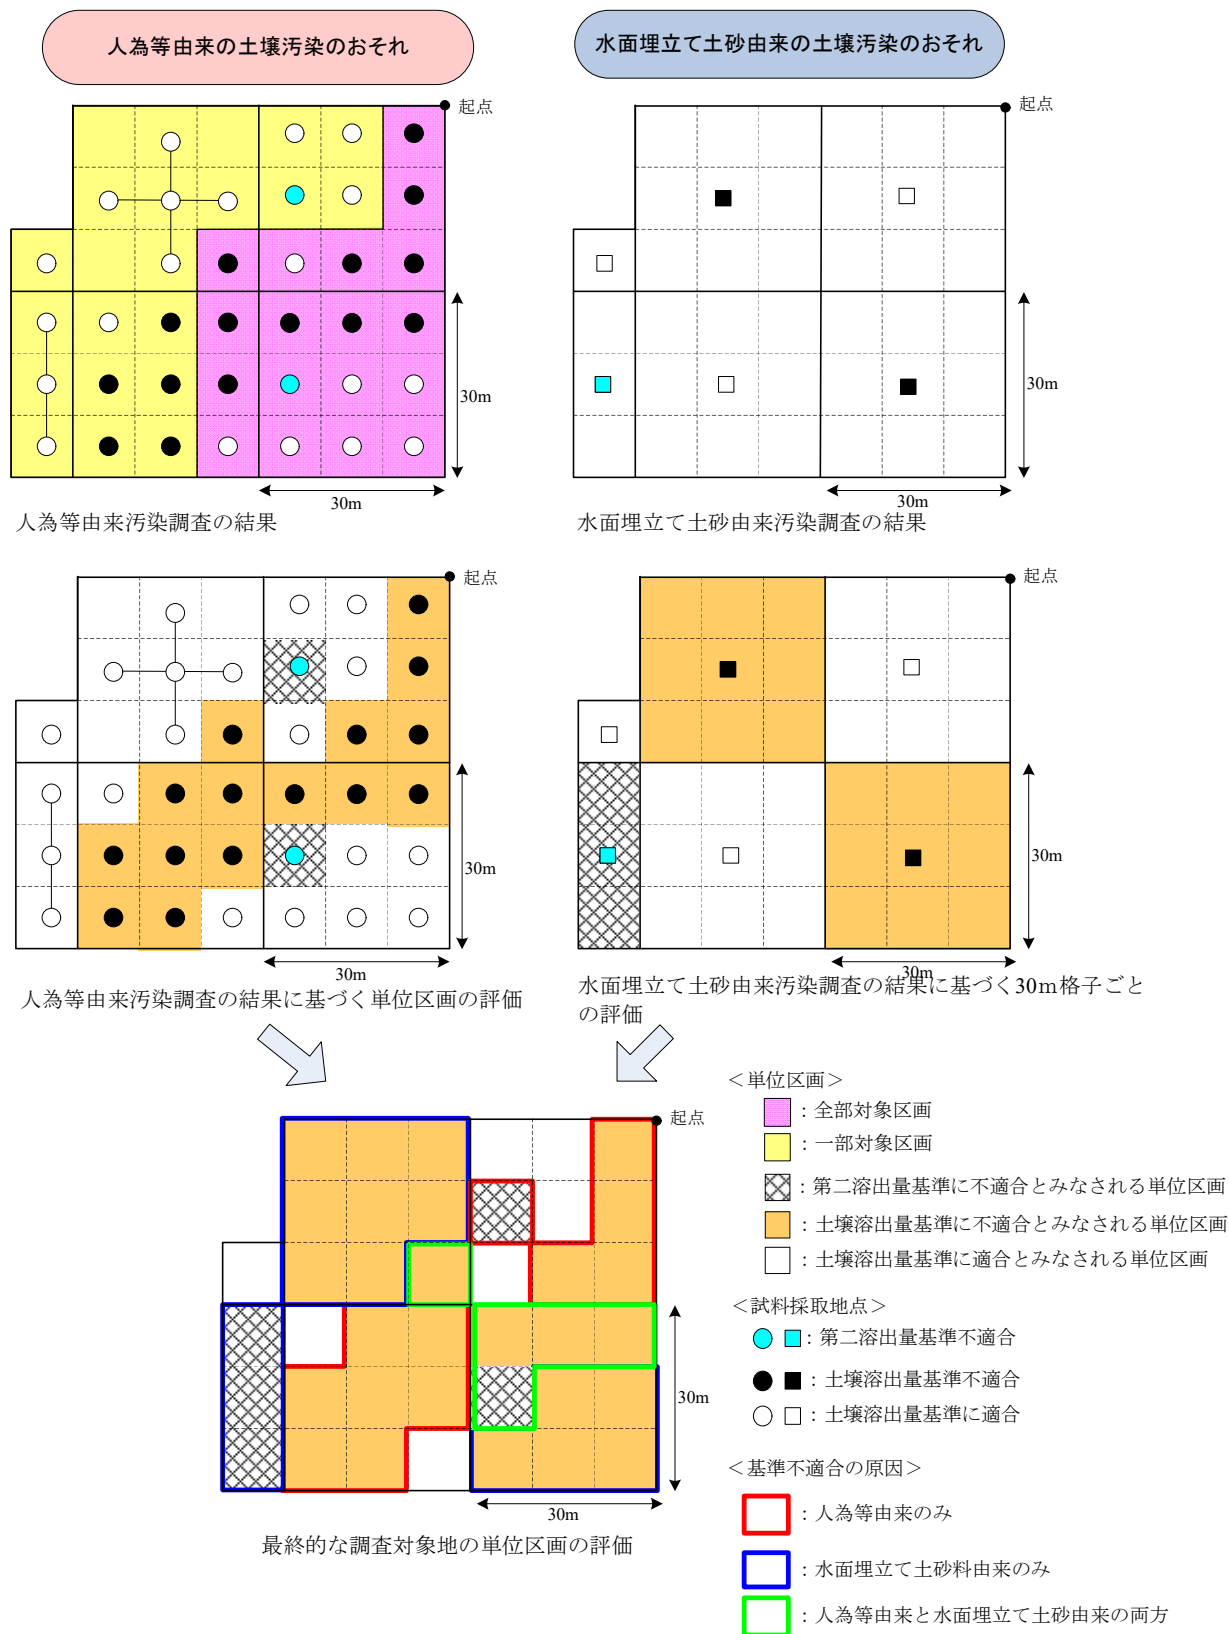 人為等由来の土壌汚染のおそれ
水面埋立て土砂由来の土壌汚染のおそれ
起点
起点
30m
30m
30m
30m
人為等由来汚染調査の結果
水面埋立て土砂由来汚染調査の結果
起点
起点
30m
30m
30m
30m
人為等由来汚染調査の結果に基づく単位区画の評価
水面埋立て土砂由来汚染調査の結果に基づく30m格子ごと
の評価
起点
30m
30m
最終的な調査対象地の単位区画の評価
＜単位区画＞
：全部対象区画
：一部対象区画
：第二溶出量基準に不適合とみなされる単位区画
：土壌溶出量基準に不適合とみなされる単位区画
：土壌溶出量基準に適合とみなされる単位区画
＜試料採取地点＞
：第二溶出量基準不適合
：土壌溶出量基準不適合
：土壌溶出量基準に適合
＜基準不適合の原因＞
：人為等由来のみ
：水面埋立て土砂料由来のみ
：人為等由来と水面埋立て土砂由来の両方